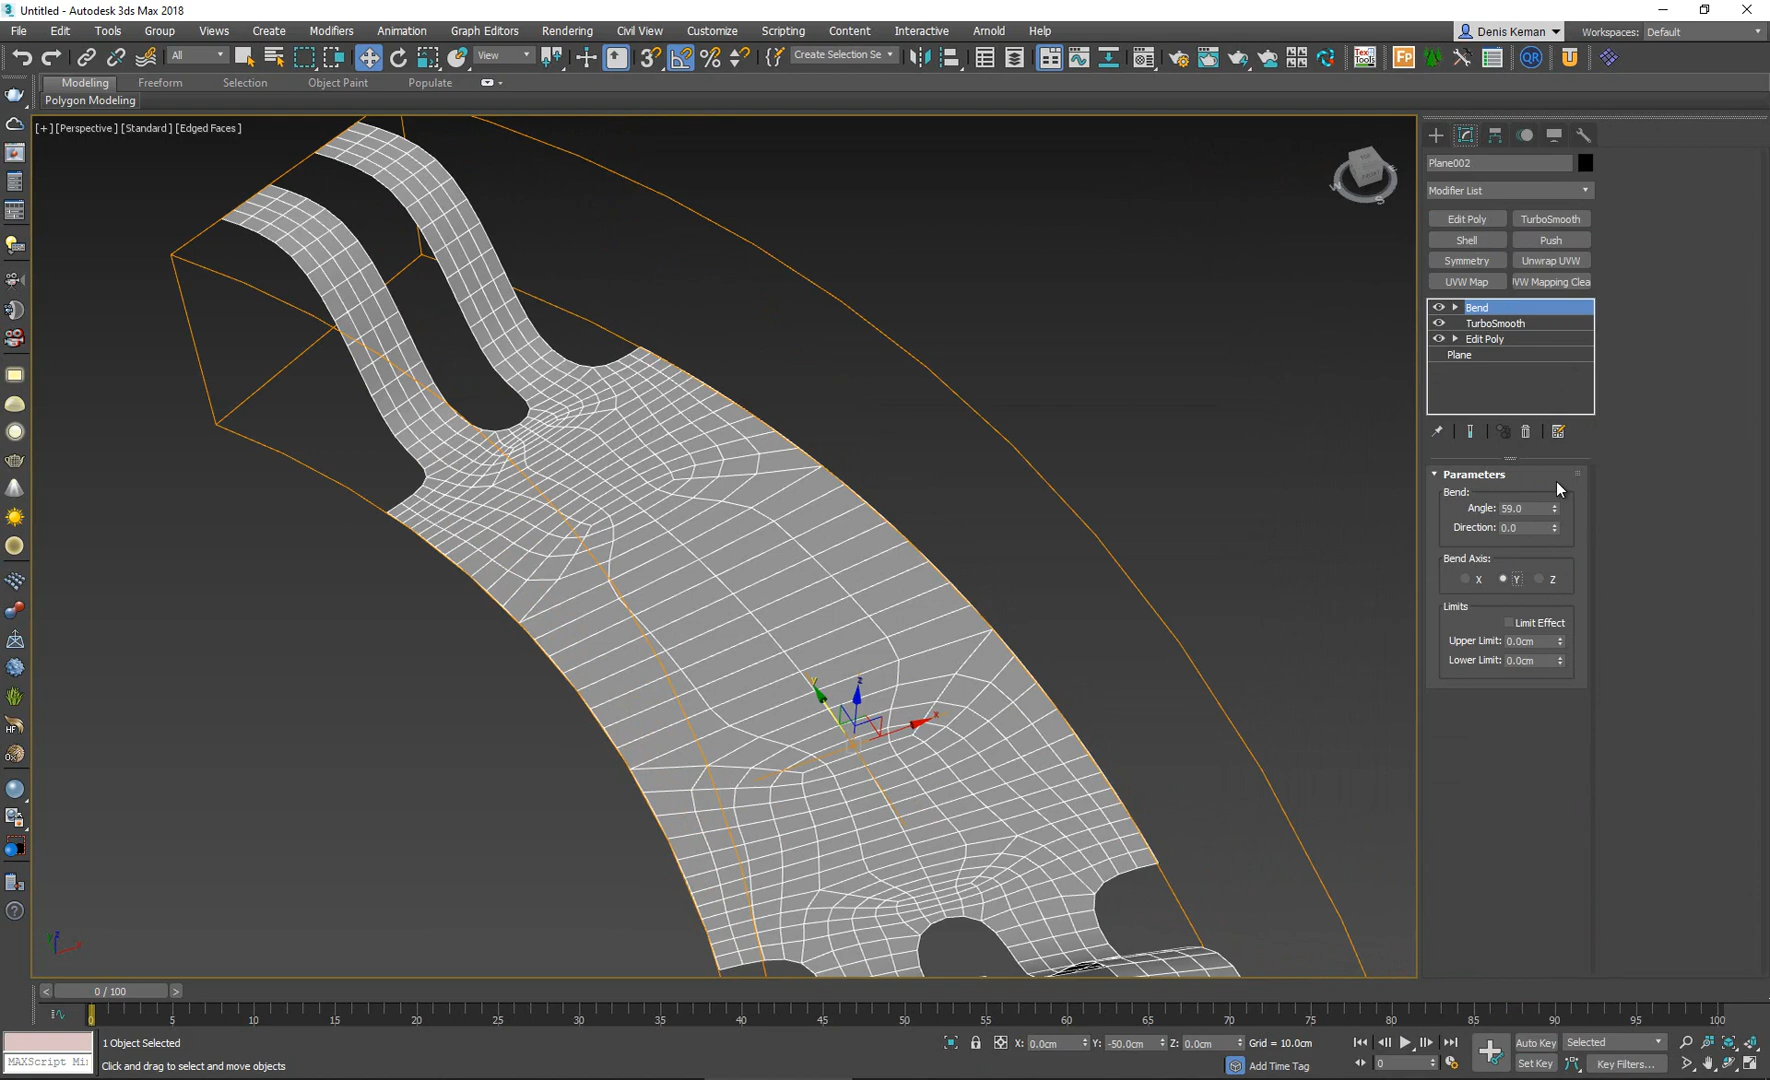 Untitled - Autodesk 3ds Max 2018
File Edit Tools Group Views Create Modifiers Animation Graph Editors Rendering Civil View Customize Scripting Content Interactive Arnold Help
Denis Keman
Workspaces: Default
All
View
Create Selection Se
Modeling Freeform Selection Object Paint Populate
Polygon Modeling
[+] [Perspective] [Standard] [Edged Faces]
Plane002
Modifier List
Edit Poly TurboSmooth
Shell Push
Symmetry Unwrap UVW
UVW Map VW Mapping Clea
Bend
TurboSmooth
Edit Poly
Plane
Parameters
Bend:
Angle: 59.0
Direction: 0.0
Bend Axis:
X Y Z
Limits
Limit Effect
Upper Limit: 0.0cm
Lower Limit: 0.0cm
0 / 100
0 5 10 15 20 25 30 35 40 45 50 55 60 65 70 75 80 85 90 95 100
MAXScript Mi
1 Object Selected
Click and drag to select and move objects
X: 0.0cm Y: -50.0cm Z: 0.0cm Grid = 10.0cm
Add Time Tag
0
Auto Key Selected
Set Key Key Filters...